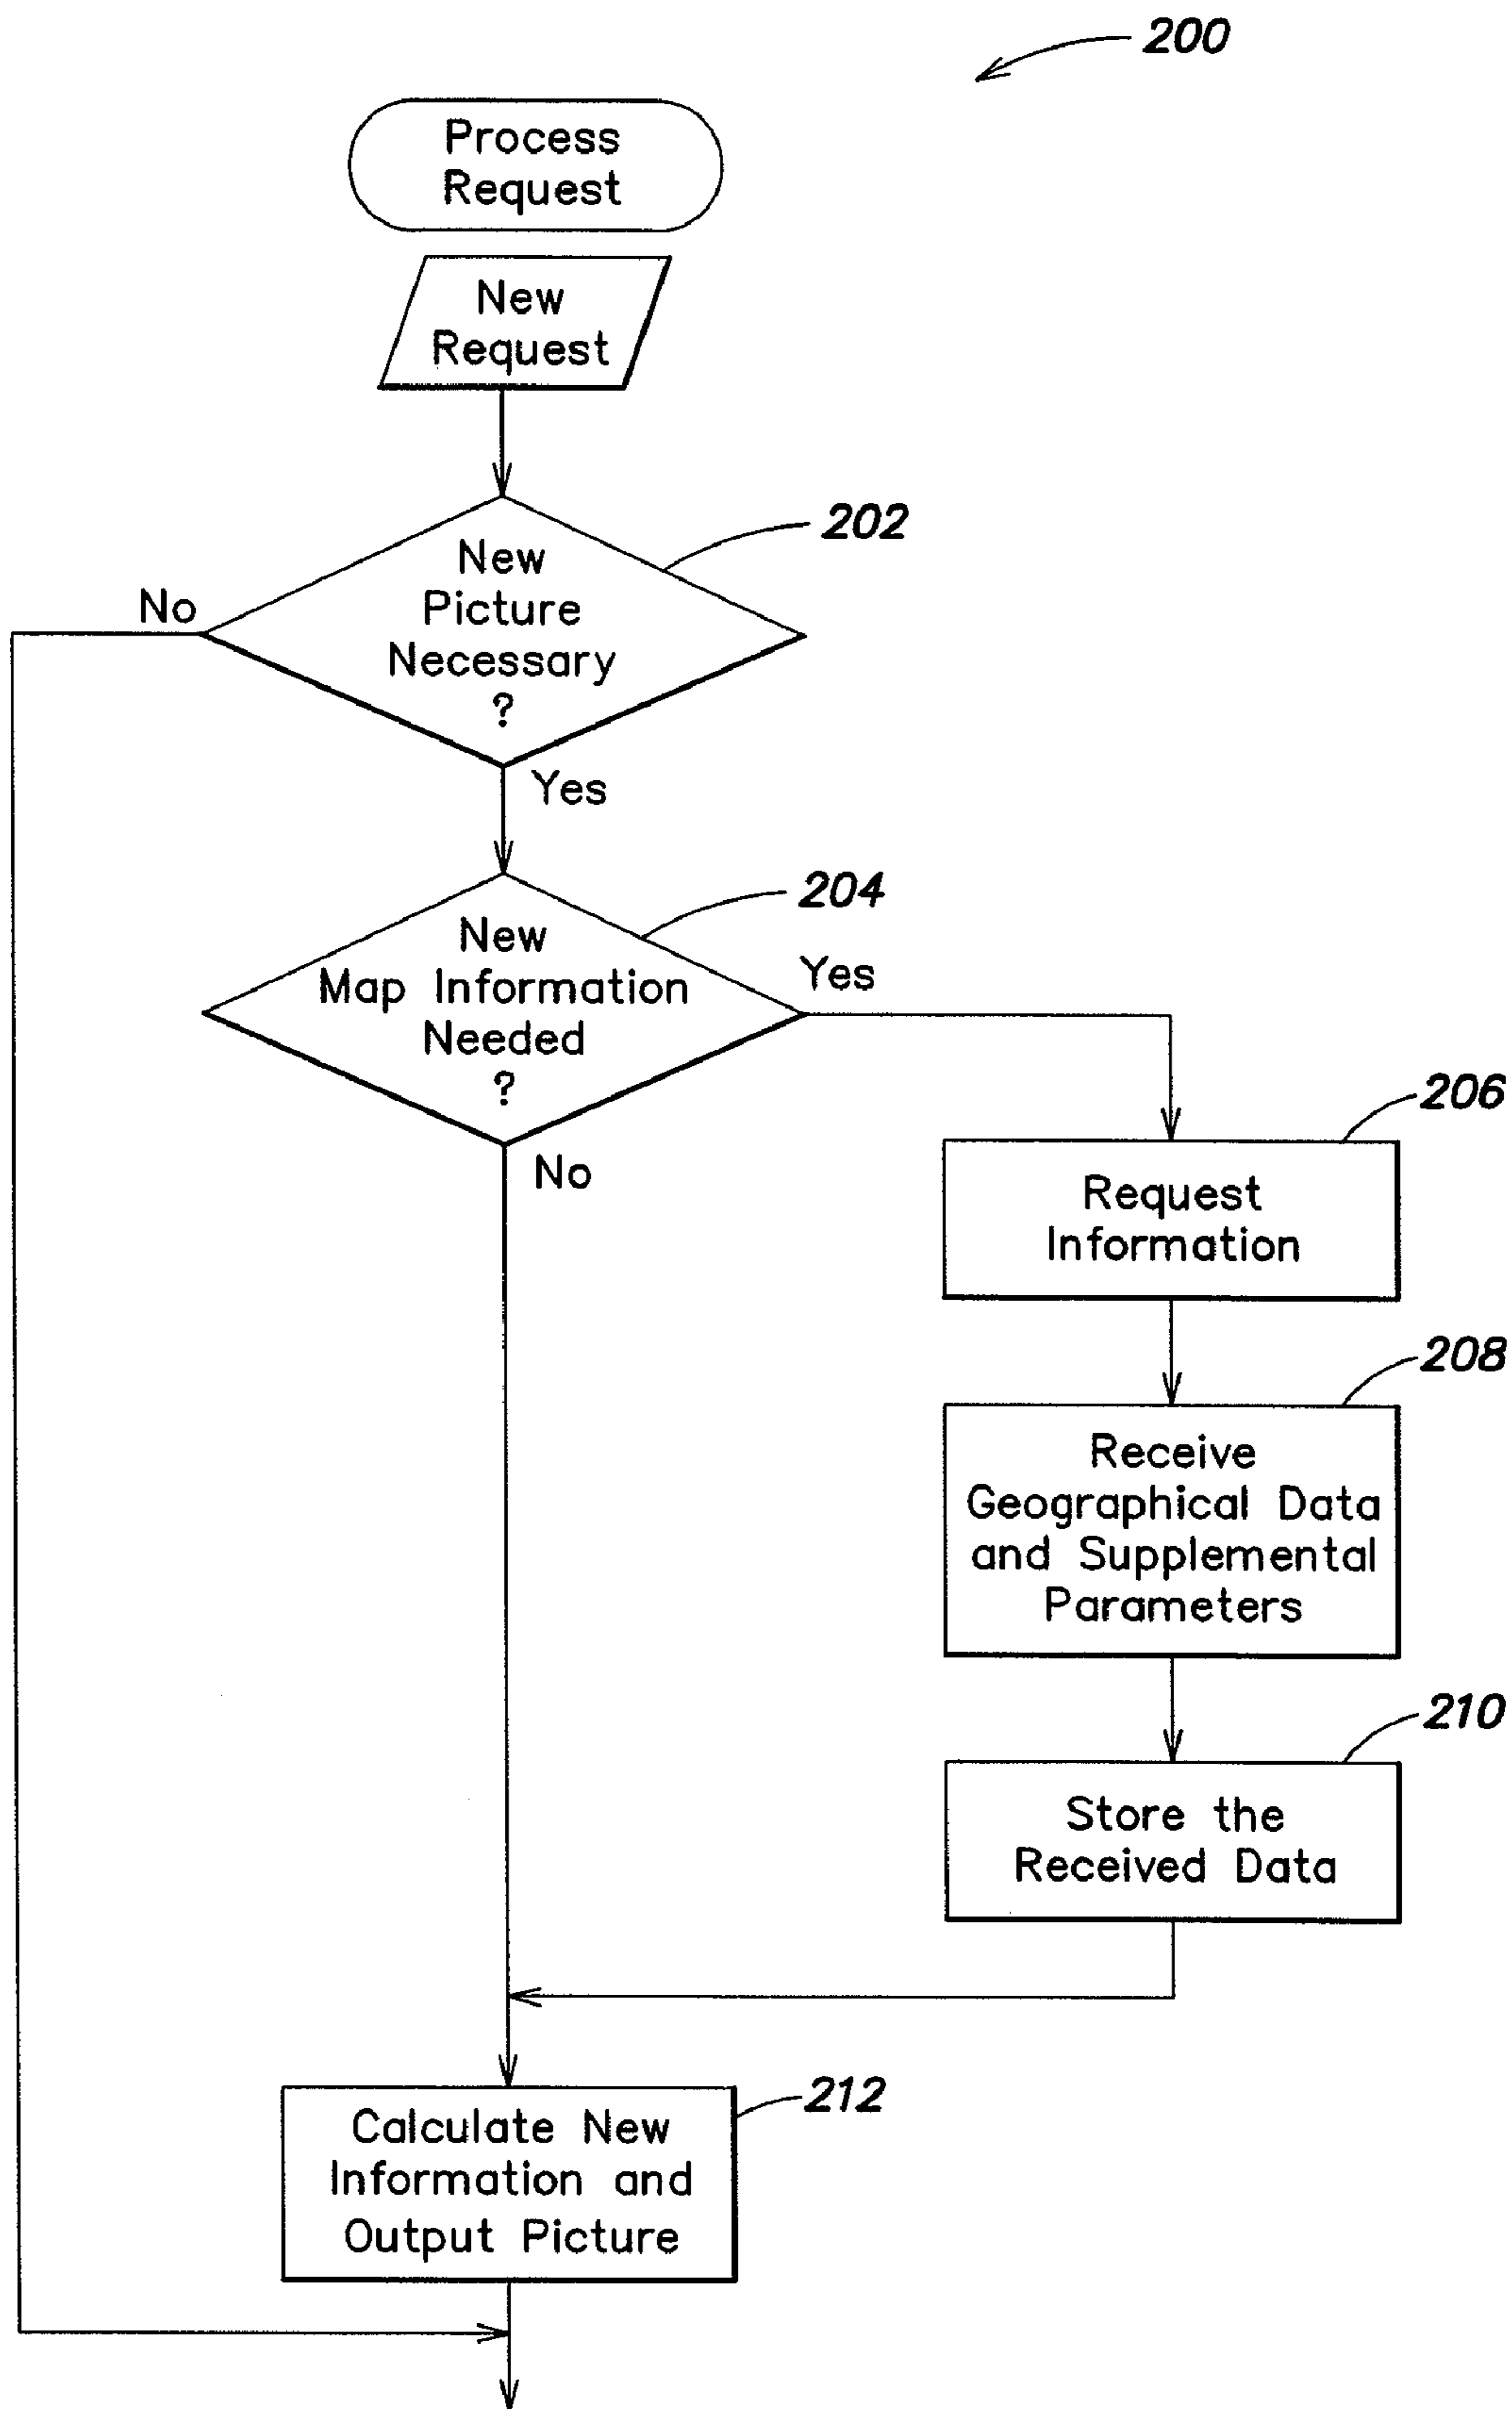 200
Process
Request
New
Request
202
New
Picture
Necessary
?
No
Yes
204
New
Map Information
Needed
?
Yes
No
206
Request
Information
208
Receive
Geographical Data
and Supplemental
Parameters
210
Store the
Received Data
212
Calculate New
Information and
Output Picture